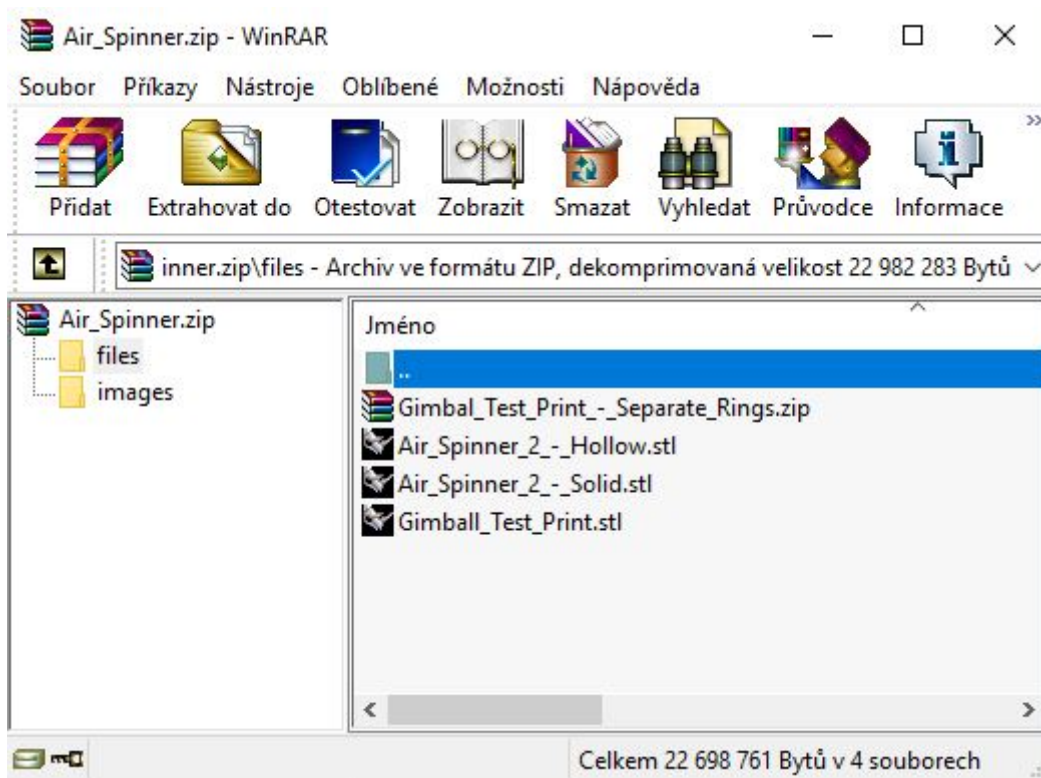 Air_Spinner.zip - WinRAR
Soubor Příkazy Nástroje Oblíbené Možnosti Nápověda
Přidat Extrahovat do Otestovat Zobrazit Smazat Vyhledat Průvodce Informace
inner.zip\files - Archiv ve formátu ZIP, dekomprimovaná velikost 22 982 283 Bytů
Air_Spinner.zip
files
images
Jméno
..
Gimbal_Test_Print_-_Separate_Rings.zip
Air_Spinner_2_-_Hollow.stl
Air_Spinner_2_-_Solid.stl
Gimball_Test_Print.stl
Celkem 22 698 761 Bytů v 4 souborech